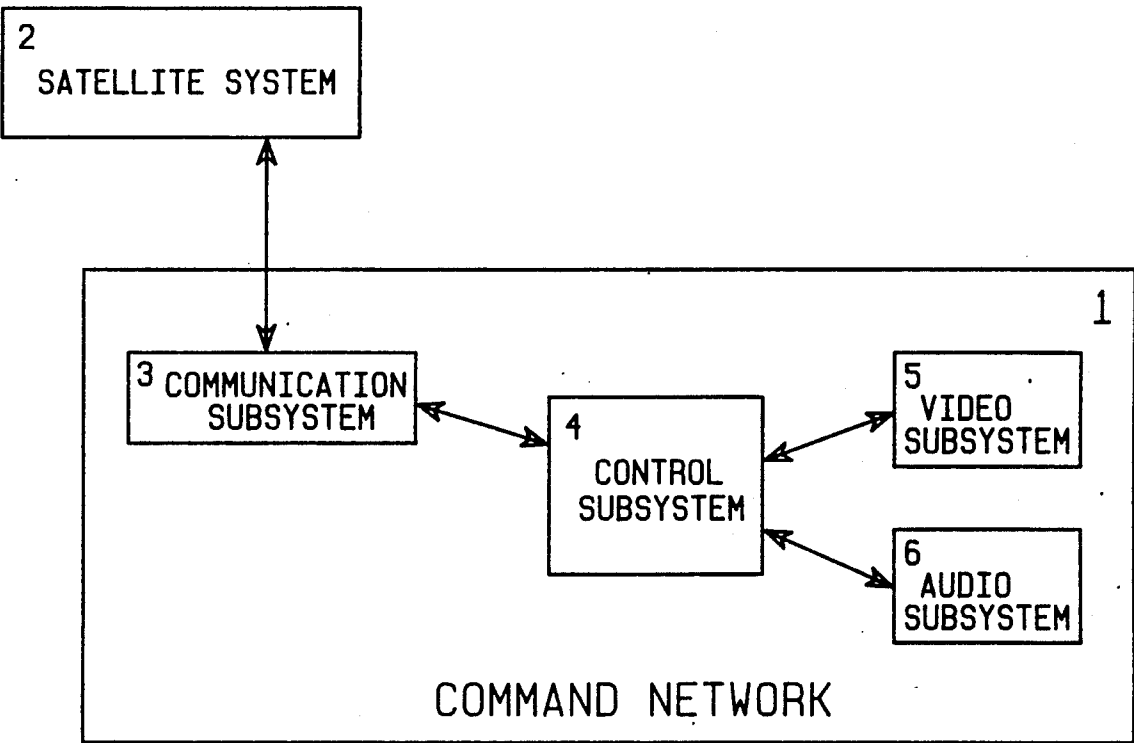 2
SATELLITE SYSTEM
1
3 COMMUNICATION
SUBSYSTEM
4
CONTROL
SUBSYSTEM
5
VIDEO
SUBSYSTEM
6
AUDIO
SUBSYSTEM
COMMAND NETWORK